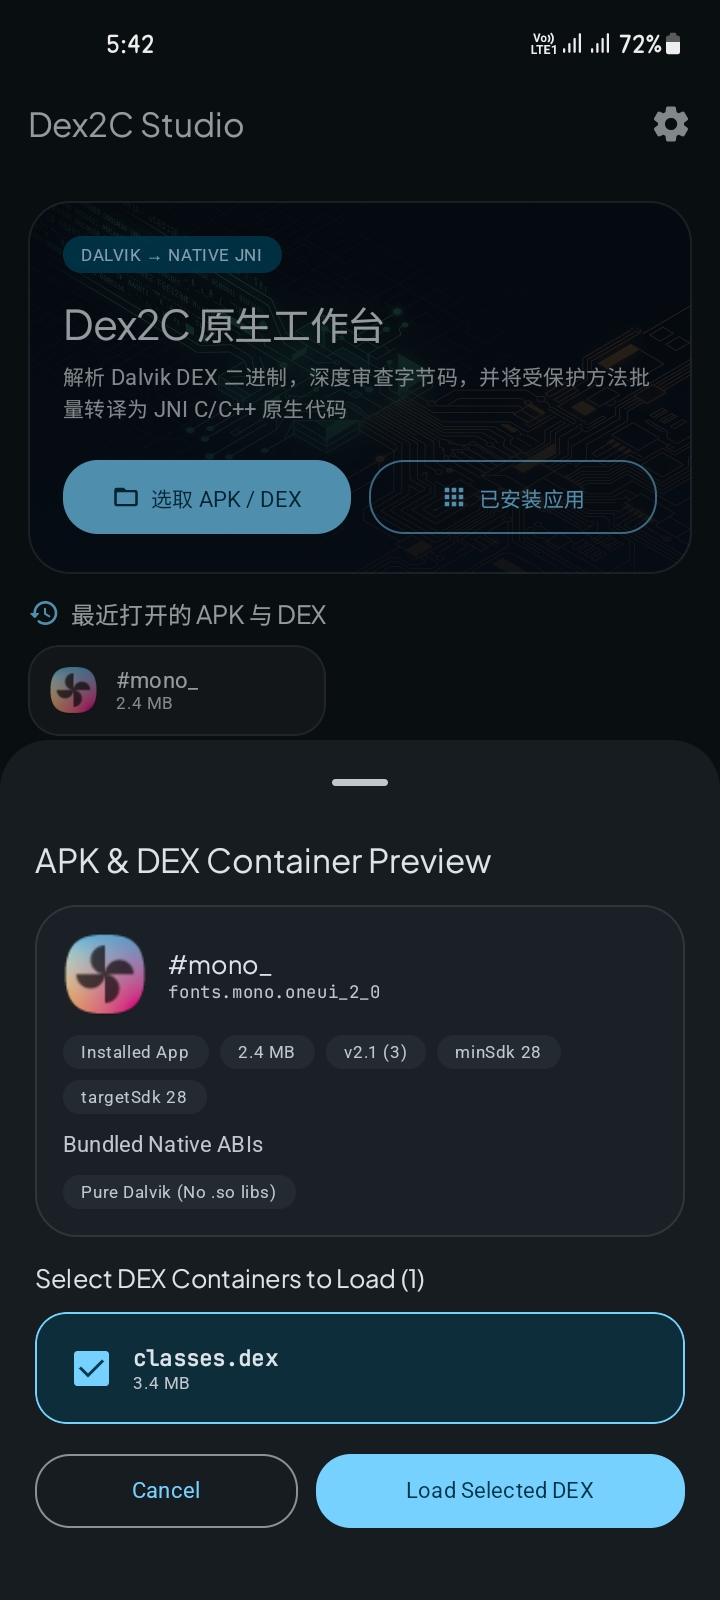 5:42
Vo)) LTE1 72%
Dex2C Studio
DALVIK → NATIVE JNI
Dex2C 原生工作台
解析 Dalvik DEX 二进制，深度审查字节码，并将受保护方法批
量转译为 JNI C/C++ 原生代码
选取 APK / DEX
已安装应用
最近打开的 APK 与 DEX
#mono_
2.4 MB
APK & DEX Container Preview
#mono_
fonts.mono.oneui_2_0
Installed App
2.4 MB
v2.1 (3)
minSdk 28
targetSdk 28
Bundled Native ABIs
Pure Dalvik (No .so libs)
Select DEX Containers to Load (1)
classes.dex
3.4 MB
Cancel
Load Selected DEX